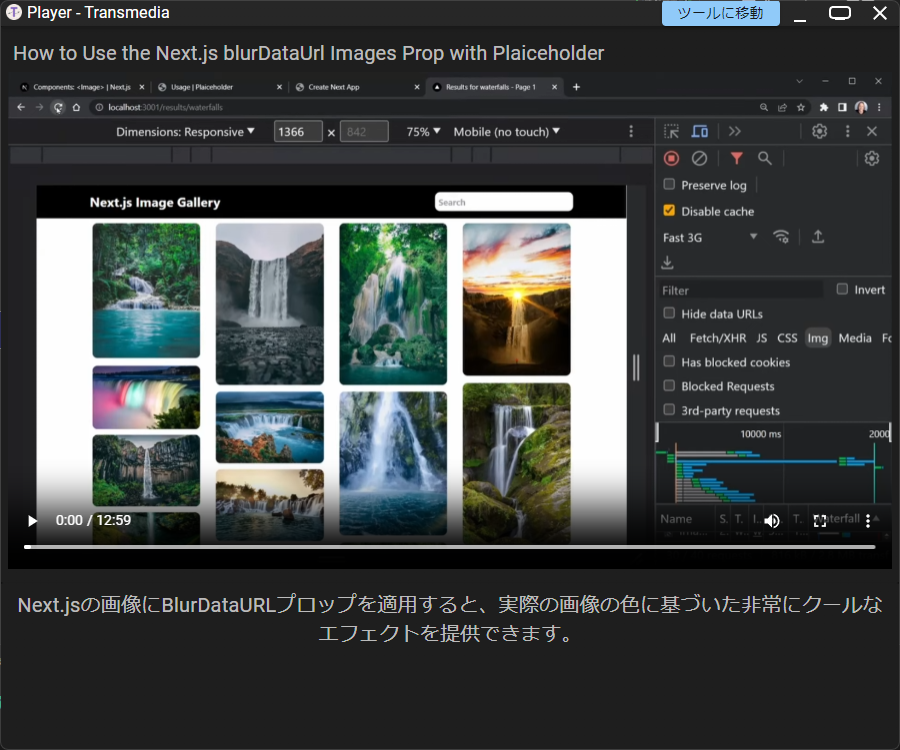 Player - Transmedia
ツールに移動
How to Use the Next.js blurDataUrl Images Prop with Plaiceholder
Components: <Image> | Next.js
Usage | Plaiceholder
Create Next App
Results for waterfalls - Page 1
localhost:3001/results/waterfalls
Dimensions: Responsive
1366 × 842
75%
Mobile (no touch)
Next.js Image Gallery
Search
Preserve log
Disable cache
Fast 3G
Filter
Invert
Hide data URLs
All Fetch/XHR JS CSS Img Media Fo
Has blocked cookies
Blocked Requests
3rd-party requests
10000 ms
2000
Name S. T. I.. T. Waterfall
0:00 / 12:59
Next.jsの画像にBlurDataURLプロップを適用すると、実際の画像の色に基づいた非常にクールな
エフェクトを提供できます。